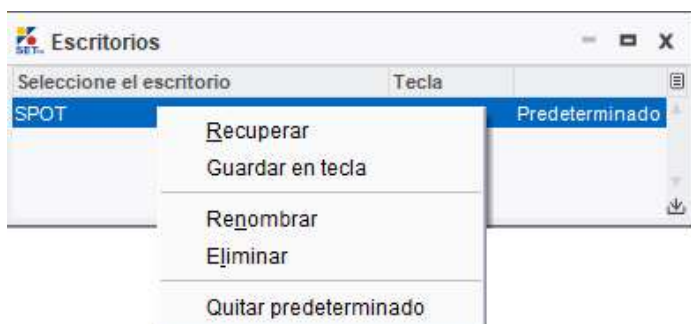 SET Escritorios
Seleccione el escritorio Tecla
SPOT Predeterminado
Recuperar
Guardar en tecla
Renombrar
Eliminar
Quitar predeterminado